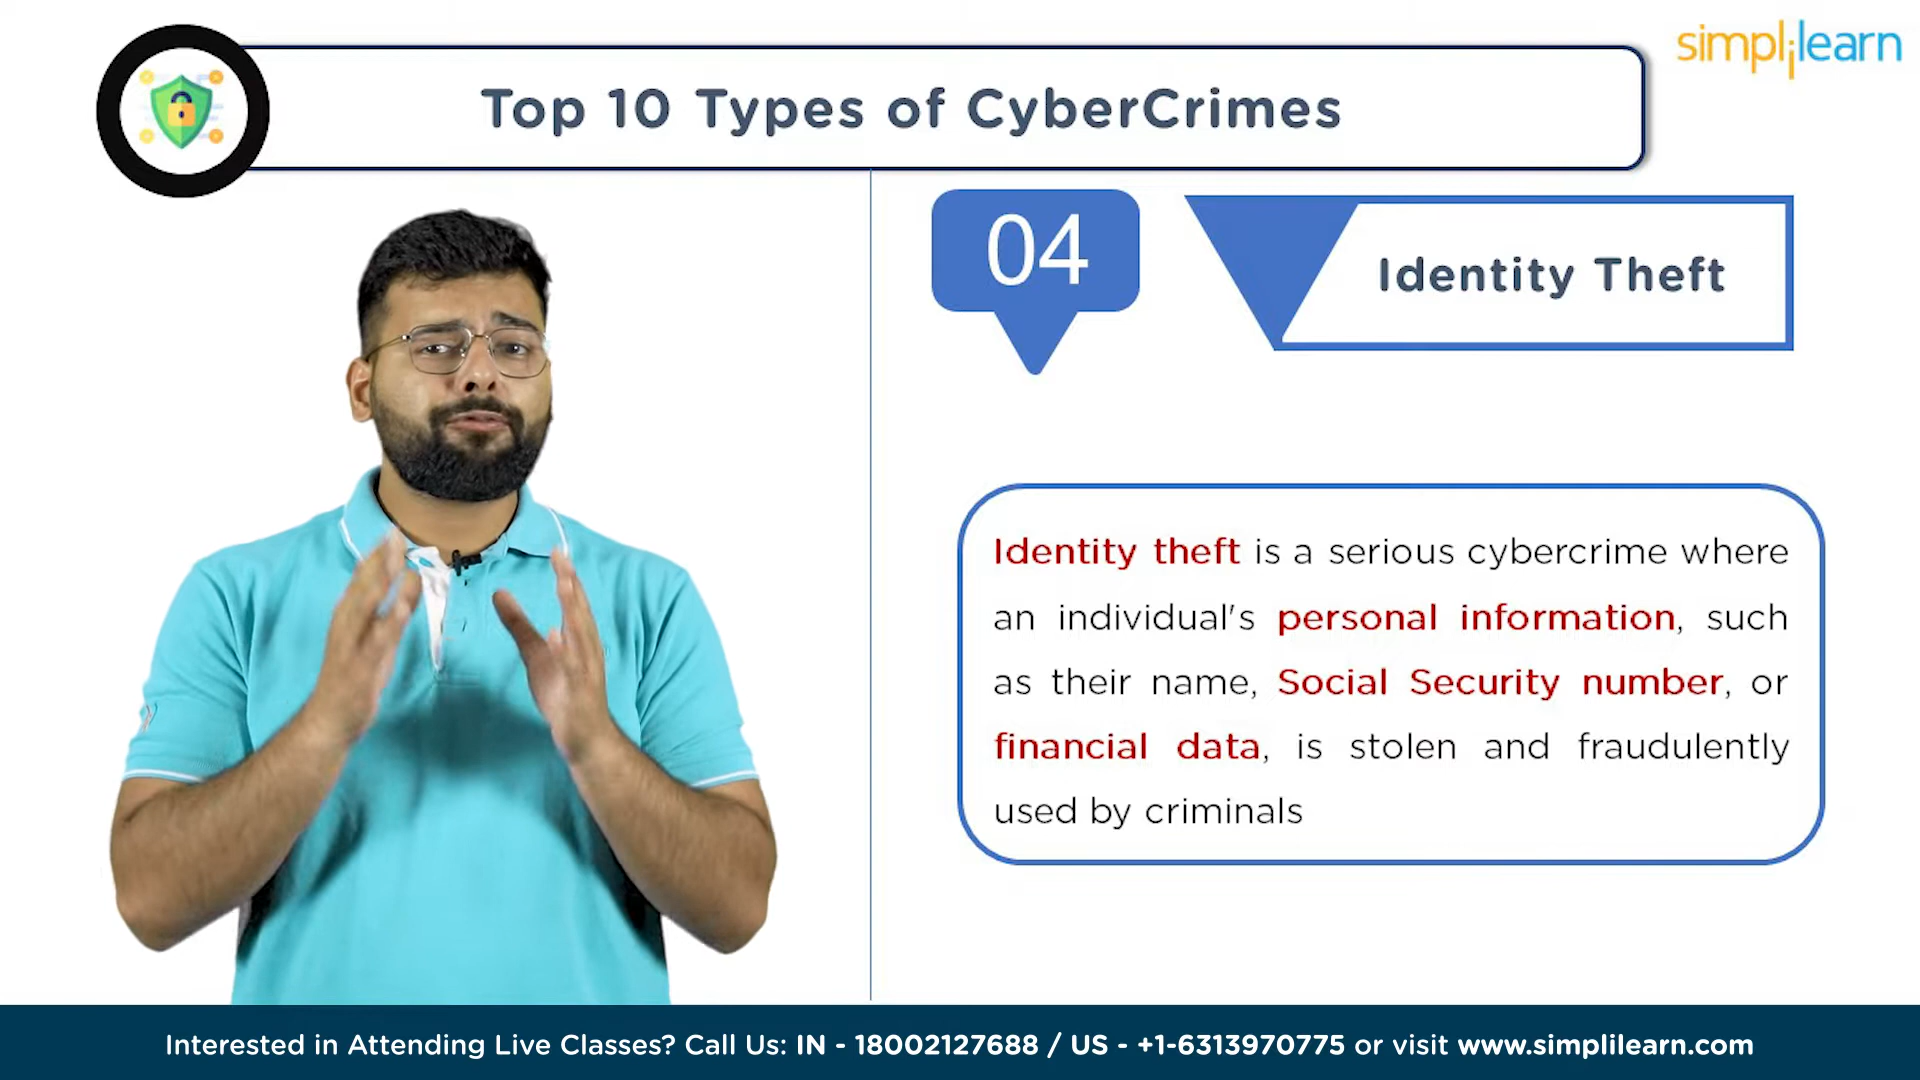 simplilearn
Top 10 Types of CyberCrimes
04
Identity Theft
Identity theft is a serious cybercrime where
an individual's personal information, such
as their name, Social Security number, or
financial data, is stolen and fraudulently
used by criminals
Interested in Attending Live Classes? Call Us: IN - 18002127688 / US - +1-6313970775 or visit www.simplilearn.com